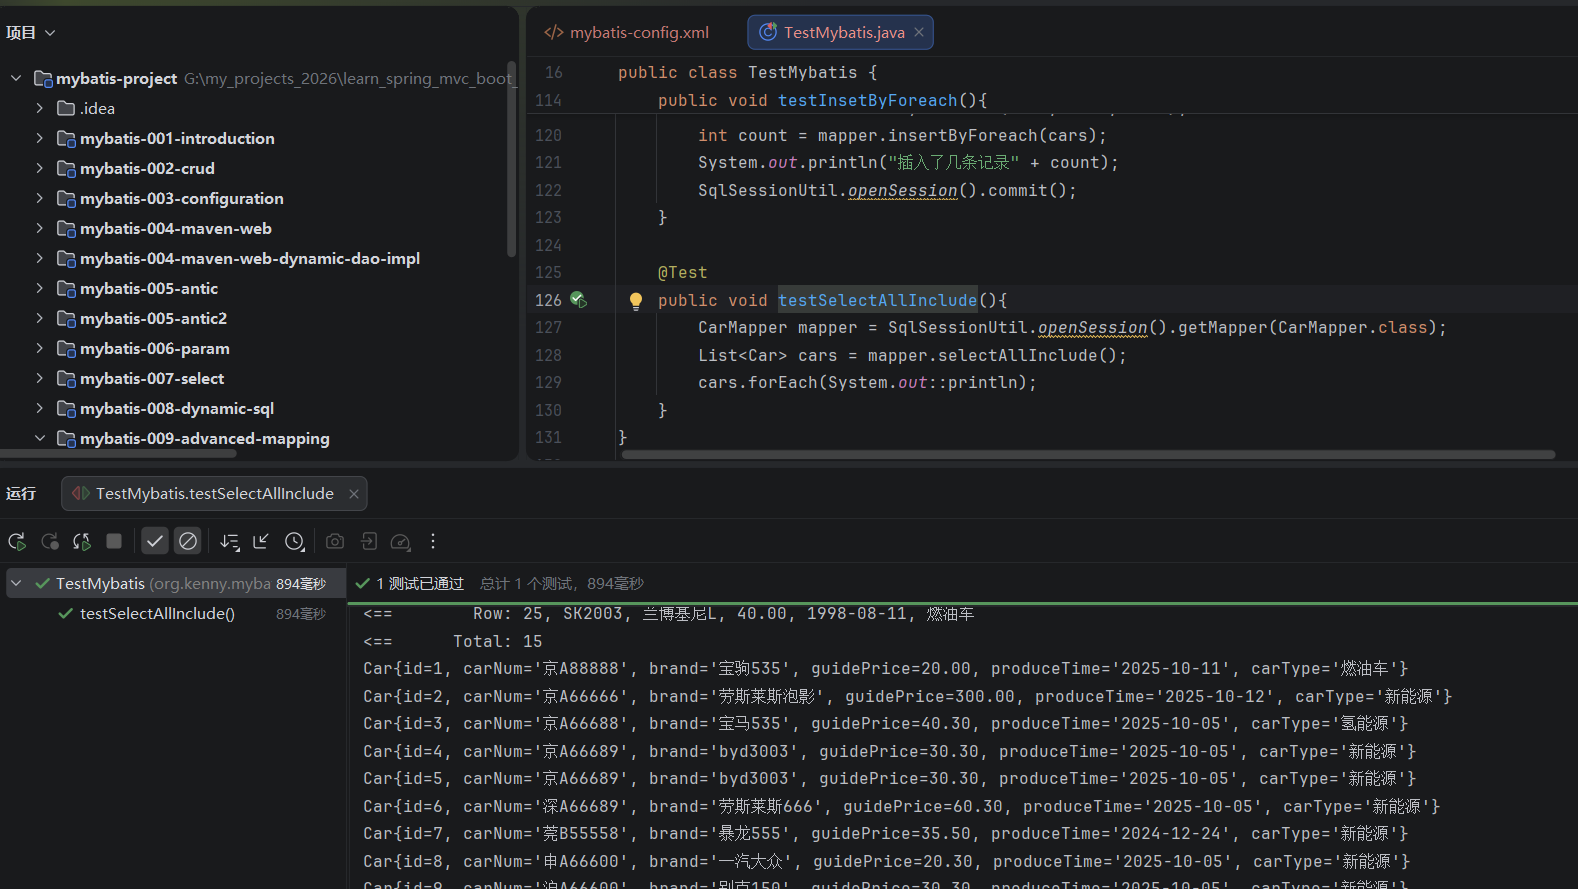 项目
mybatis-project G:\my_projects_2026\learn_spring_mvc_boot_
.idea
mybatis-001-introduction
mybatis-002-crud
mybatis-003-configuration
mybatis-004-maven-web
mybatis-004-maven-web-dynamic-dao-impl
mybatis-005-antic
mybatis-005-antic2
mybatis-006-param
mybatis-007-select
mybatis-008-dynamic-sql
mybatis-009-advanced-mapping
</> mybatis-config.xml TestMybatis.java
16 public class TestMybatis {
114 public void testInsetByForeach(){
120 int count = mapper.insertByForeach(cars);
121 System.out.println("插入了几条记录" + count);
122 SqlSessionUtil.openSession().commit();
123 }
124
125 @Test
126 public void testSelectAllInclude(){
127 CarMapper mapper = SqlSessionUtil.openSession().getMapper(CarMapper.class);
128 List<Car> cars = mapper.selectAllInclude();
129 cars.forEach(System.out::println);
130 }
131 }
运行 TestMybatis.testSelectAllInclude
TestMybatis (org.kenny.myba 894毫秒
testSelectAllInclude() 894毫秒
1 测试已通过 总计 1 个测试, 894毫秒
<== Row: 25, SK2003, 兰博基尼L, 40.00, 1998-08-11, 燃油车
<== Total: 15
Car{id=1, carNum='京A88888', brand='宝驹535', guidePrice=20.00, produceTime='2025-10-11', carType='燃油车'}
Car{id=2, carNum='京A66666', brand='劳斯莱斯泡影', guidePrice=300.00, produceTime='2025-10-12', carType='新能源'}
Car{id=3, carNum='京A66688', brand='宝马535', guidePrice=40.30, produceTime='2025-10-05', carType='氢能源'}
Car{id=4, carNum='京A66689', brand='byd3003', guidePrice=30.30, produceTime='2025-10-05', carType='新能源'}
Car{id=5, carNum='京A66689', brand='byd3003', guidePrice=30.30, produceTime='2025-10-05', carType='新能源'}
Car{id=6, carNum='深A66689', brand='劳斯莱斯666', guidePrice=60.30, produceTime='2025-10-05', carType='新能源'}
Car{id=7, carNum='莞B55558', brand='暴龙555', guidePrice=35.50, produceTime='2024-12-24', carType='新能源'}
Car{id=8, carNum='申A66600', brand='一汽大众', guidePrice=20.30, produceTime='2025-10-05', carType='新能源'}